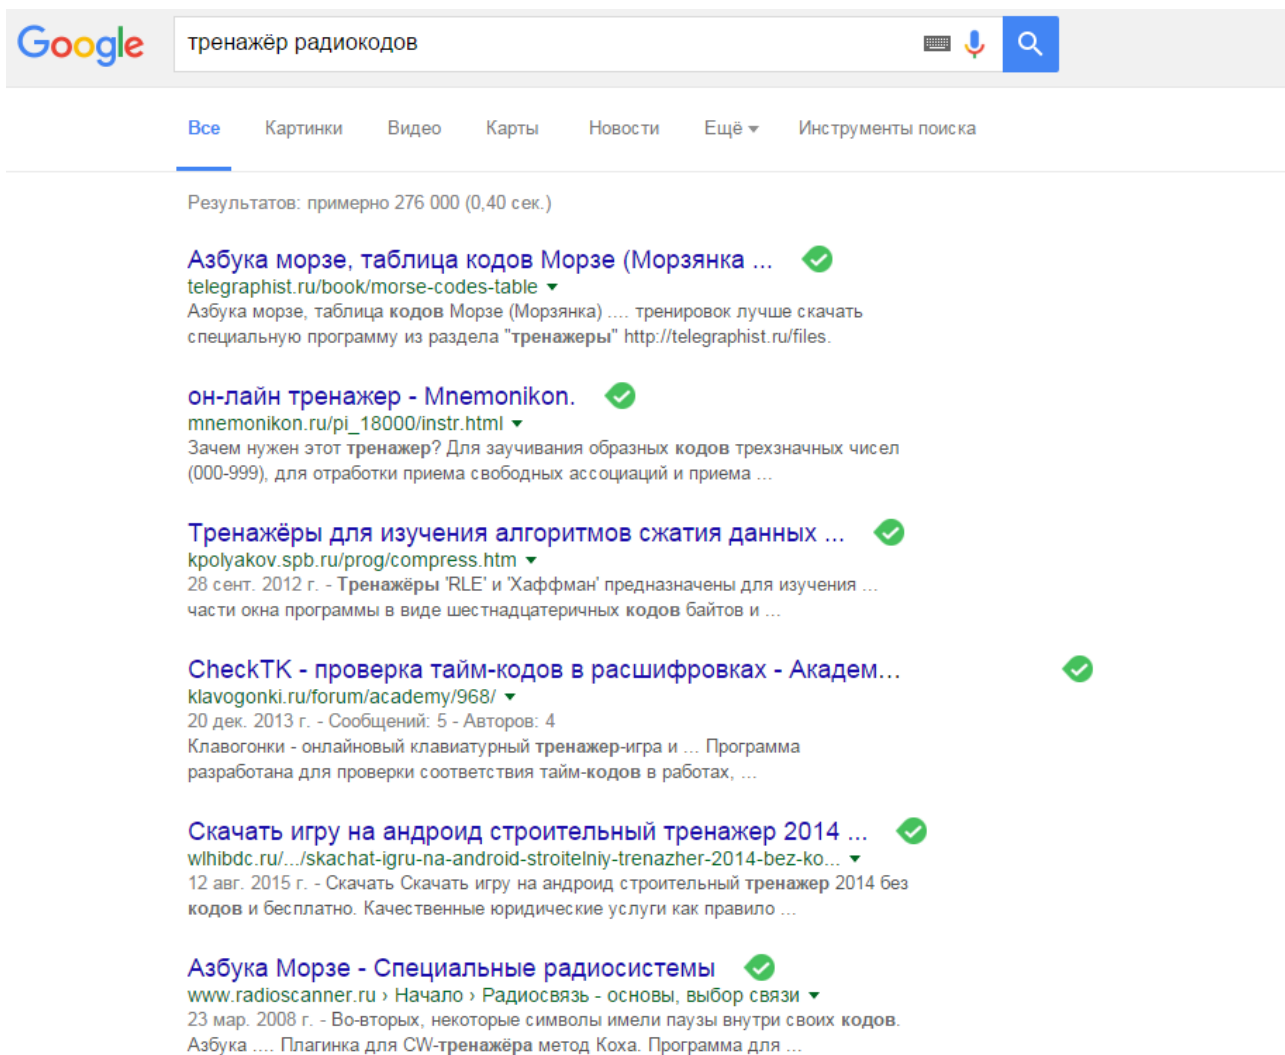 Google
тренажёр радиокодов
Все Картинки Видео Карты Новости Ещё Инструменты поиска
Результатов: примерно 276 000 (0,40 сек.)
Азбука морзе, таблица кодов Морзе (Морзянка ...
telegraphist.ru/book/morse-codes-table
Азбука морзе, таблица кодов Морзе (Морзянка) .... тренировок лучше скачать
специальную программу из раздела "тренажеры" http://telegraphist.ru/files.
он-лайн тренажер - Mnemonikon.
mnemonikon.ru/pi_18000/instr.html
Зачем нужен этот тренажер? Для заучивания образных кодов трехзначных чисел
(000-999), для отработки приема свободных ассоциаций и приема ...
Тренажёры для изучения алгоритмов сжатия данных ...
kpolyakov.spb.ru/prog/compress.htm
28 сент. 2012 г. - Тренажёры 'RLE' и 'Хаффман' предназначены для изучения ...
части окна программы в виде шестнадцатеричных кодов байтов и ...
CheckTK - проверка тайм-кодов в расшифровках - Академ...
klavogonki.ru/forum/academy/968/
20 дек. 2013 г. - Сообщений: 5 - Авторов: 4
Клавогонки - онлайновый клавиатурный тренажер-игра и ... Программа
разработана для проверки соответствия тайм-кодов в работах, ...
Скачать игру на андроид строительный тренажер 2014 ...
wlhibdc.ru/.../skachat-igru-na-android-stroitelniy-trenazher-2014-bez-ko...
12 авг. 2015 г. - Скачать Скачать игру на андроид строительный тренажер 2014 без
кодов и бесплатно. Качественные юридические услуги как правило ...
Азбука Морзе - Специальные радиосистемы
www.radioscanner.ru › Начало › Радиосвязь - основы, выбор связи
23 мар. 2008 г. - Во-вторых, некоторые символы имели паузы внутри своих кодов.
Азбука .... Плагинка для CW-тренажёра метод Коха. Программа для ...